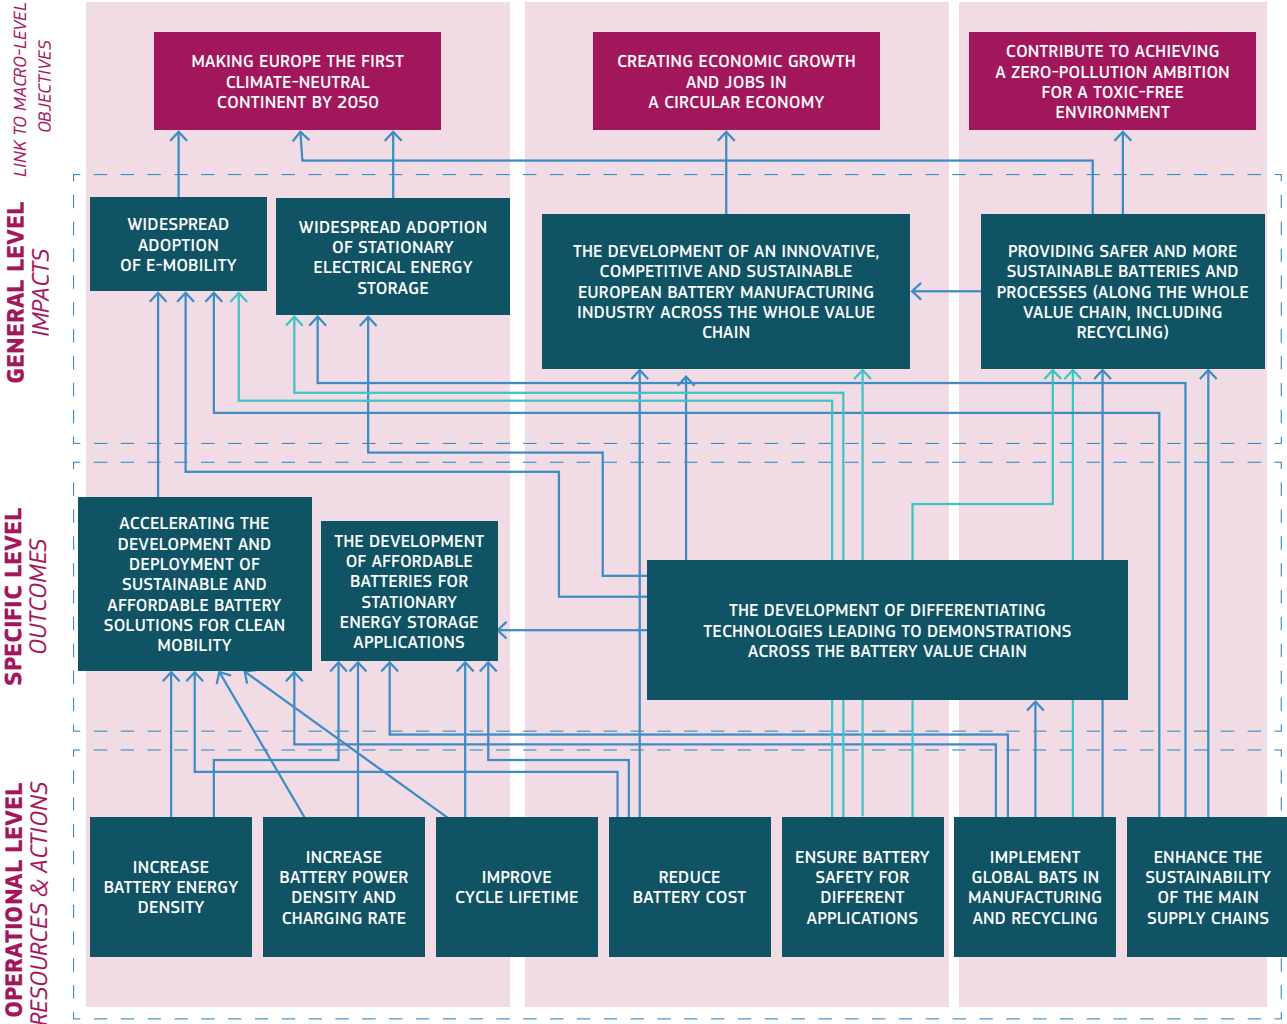 LINK TO MACRO-LEVEL
OBJECTIVES
MAKING EUROPE THE FIRST
CLIMATE-NEUTRAL
CONTINENT BY 2050
CREATING ECONOMIC GROWTH
AND JOBS IN
A CIRCULAR ECONOMY
CONTRIBUTE TO ACHIEVING
A ZERO-POLLUTION AMBITION
FOR A TOXIC-FREE
ENVIRONMENT
GENERAL LEVEL
IMPACTS
WIDESPREAD
ADOPTION
OF E-MOBILITY
WIDESPREAD ADOPTION
OF STATIONARY
ELECTRICAL ENERGY
STORAGE
THE DEVELOPMENT OF AN INNOVATIVE,
COMPETITIVE AND SUSTAINABLE
EUROPEAN BATTERY MANUFACTURING
INDUSTRY ACROSS THE WHOLE VALUE
CHAIN
PROVIDING SAFER AND MORE
SUSTAINABLE BATTERIES AND
PROCESSES (ALONG THE WHOLE
VALUE CHAIN, INCLUDING
RECYCLING)
SPECIFIC LEVEL
OUTCOMES
ACCELERATING THE
DEVELOPMENT AND
DEPLOYMENT OF
SUSTAINABLE AND
AFFORDABLE BATTERY
SOLUTIONS FOR CLEAN
MOBILITY
THE DEVELOPMENT
OF AFFORDABLE
BATTERIES FOR
STATIONARY
ENERGY STORAGE
APPLICATIONS
THE DEVELOPMENT OF DIFFERENTIATING
TECHNOLOGIES LEADING TO DEMONSTRATIONS
ACROSS THE BATTERY VALUE CHAIN
OPERATIONAL LEVEL
RESOURCES & ACTIONS
INCREASE
BATTERY ENERGY
DENSITY
INCREASE
BATTERY POWER
DENSITY AND
CHARGING RATE
IMPROVE
CYCLE LIFETIME
REDUCE
BATTERY COST
ENSURE BATTERY
SAFETY FOR
DIFFERENT
APPLICATIONS
IMPLEMENT
GLOBAL BATS IN
MANUFACTURING
AND RECYCLING
ENHANCE THE
SUSTAINABILITY
OF THE MAIN
SUPPLY CHAINS